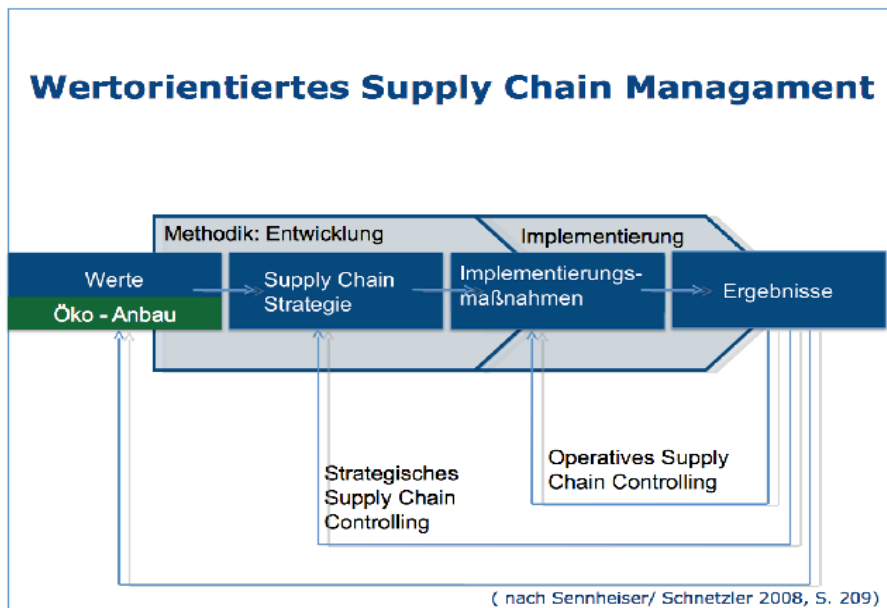 Wertorientiertes Supply Chain Managament
Methodik: Entwicklung
Implementierung
Werte
Öko - Anbau
Supply Chain
Strategie
Implementierungs-
maßnahmen
Ergebnisse
Strategisches
Supply Chain
Controlling
Operatives Supply
Chain Controlling
( nach Sennheiser/ Schnetzler 2008, S. 209)